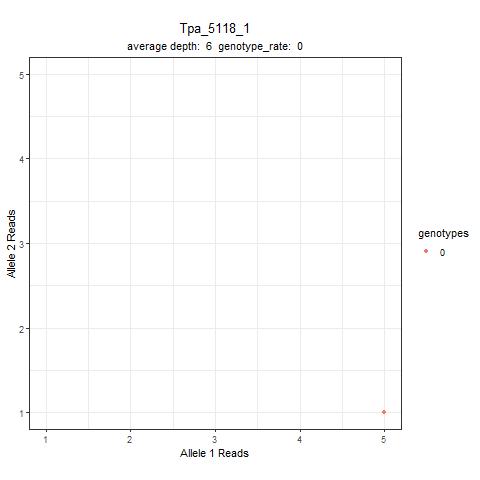 Tpa_5118_1
average depth:  6  genotype_rate:  0
5
4
3
2
1
Allele 2 Reads
1 2 3 4 5
Allele 1 Reads
genotypes
0